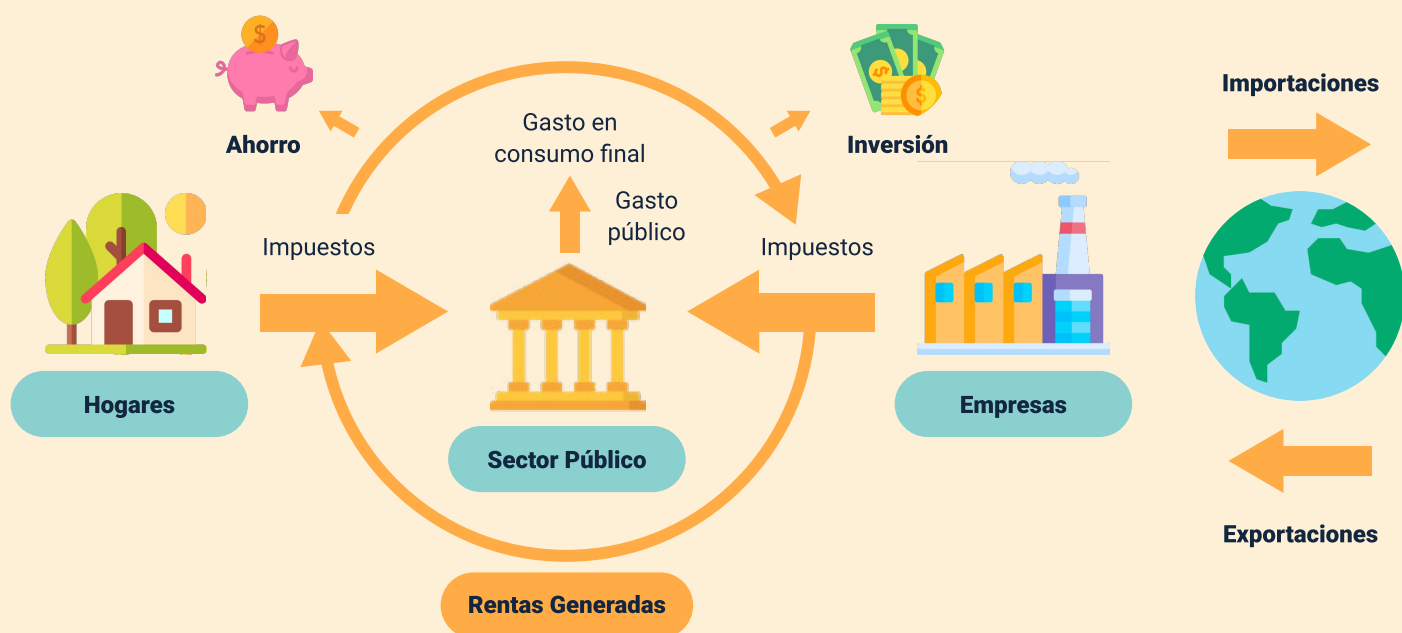 Ahorro
Gasto en
consumo final
Inversión
Importaciones
Gasto
público
Impuestos
Impuestos
Hogares
Sector Público
Empresas
Exportaciones
Rentas Generadas